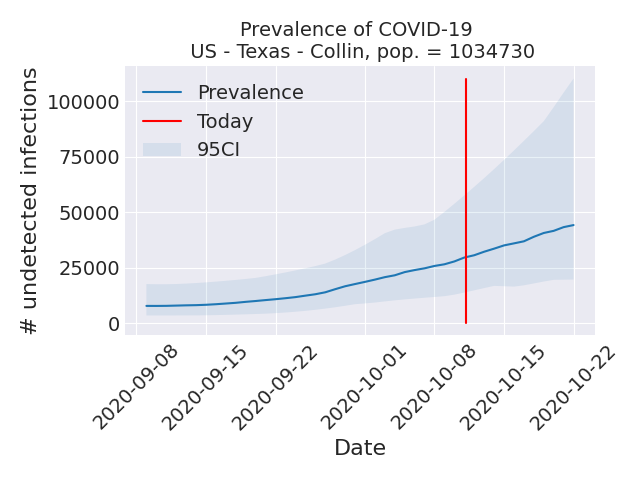 Prevalence of COVID-19
US - Texas - Collin, pop. = 1034730
# undetected infections
100000
75000
50000
25000
0
Prevalence
Today
95CI
2020-09-08
2020-09-15
2020-09-22
2020-10-01
2020-10-08
2020-10-15
2020-10-22
Date